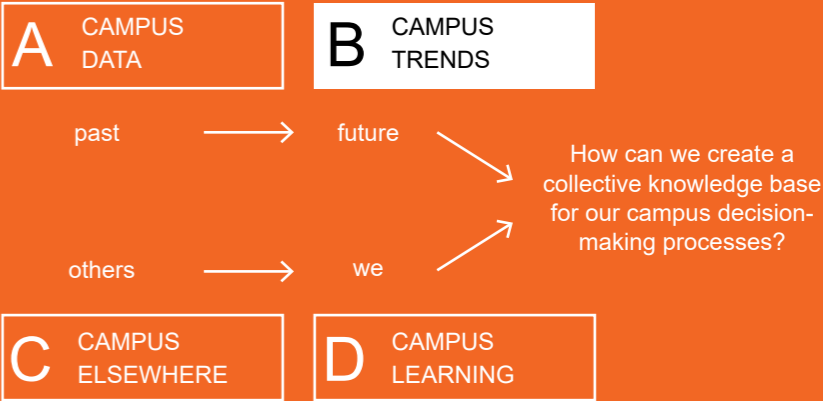 A CAMPUS
DATA
B CAMPUS
TRENDS
past
future
How can we create a
collective knowledge base
for our campus decision-
making processes?
others
we
C CAMPUS
ELSEWHERE
D CAMPUS
LEARNING